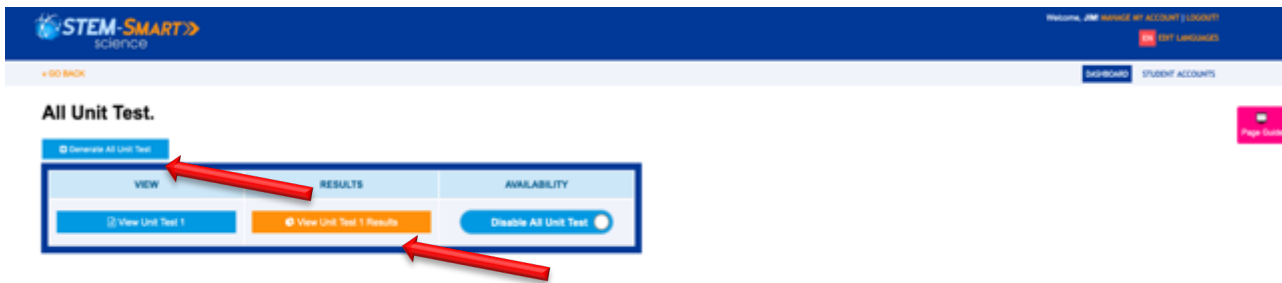 STEM-SMART
science
Welcome, JIM MANAGE MY ACCOUNT | LOGOUT!
EN EDIT LANGUAGES
« GO BACK
DASHBOARD STUDENT ACCOUNTS
All Unit Test.
Page Guide
Generate All Unit Test
VIEW RESULTS AVAILABILITY
View Unit Test 1 View Unit Test 1 Results Disable All Unit Test